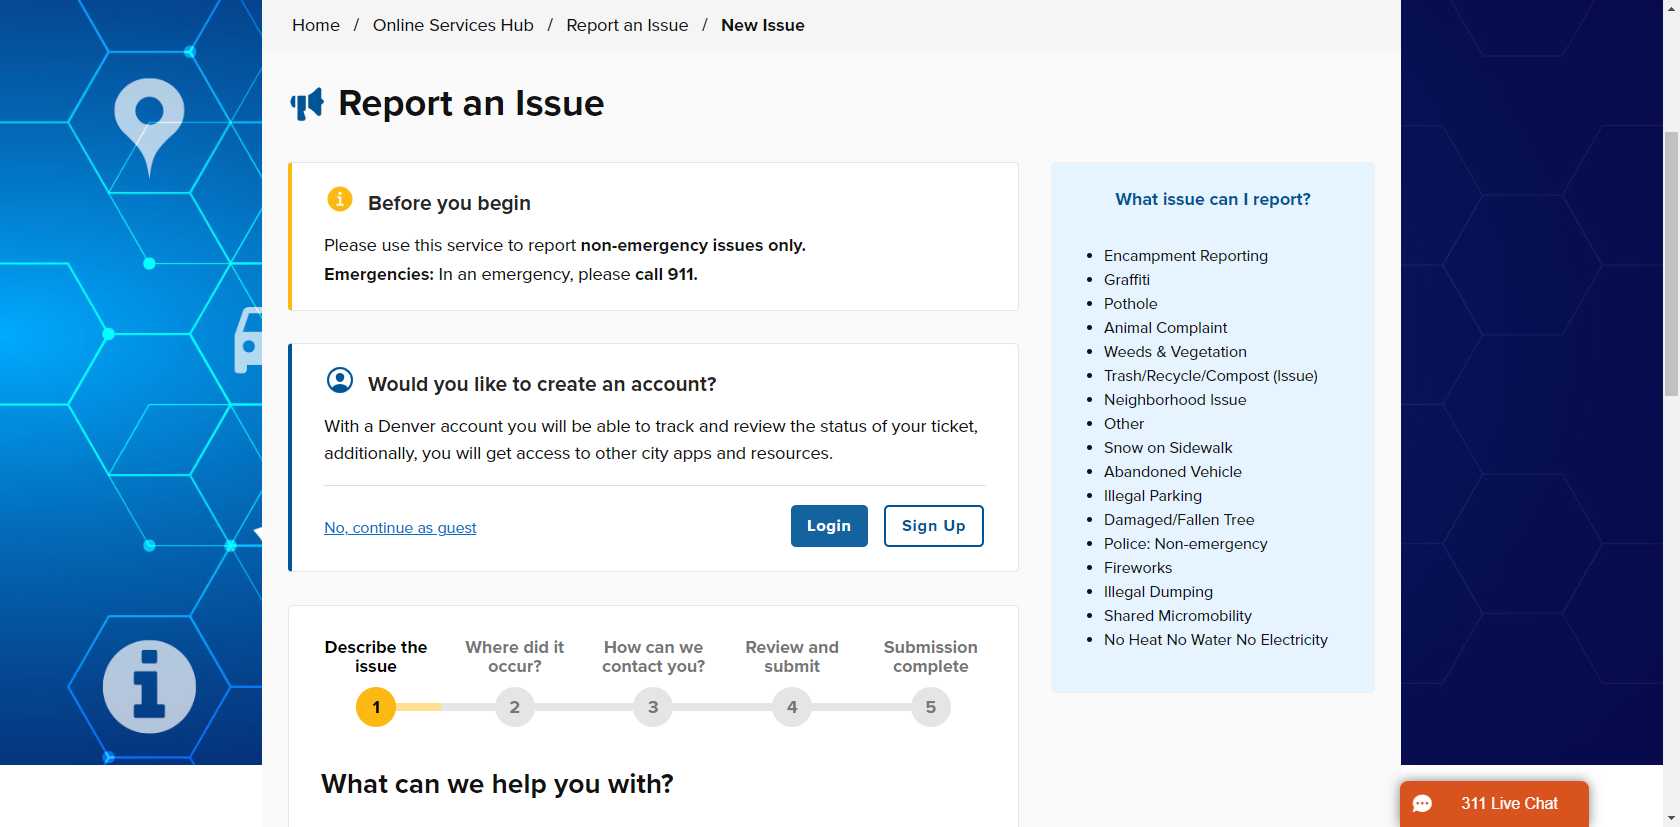 Home / Online Services Hub / Report an Issue / New Issue
Report an Issue
Before you begin
Please use this service to report non-emergency issues only.
Emergencies: In an emergency, please call 911.
Would you like to create an account?
With a Denver account you will be able to track and review the status of your ticket,
additionally, you will get access to other city apps and resources.
No, continue as guest
Login
Sign Up
Describe the
issue
Where did it
occur?
How can we
contact you?
Review and
submit
Submission
complete
1
2
3
4
5
What can we help you with?
What issue can I report?
• Encampment Reporting
• Graffiti
• Pothole
• Animal Complaint
• Weeds & Vegetation
• Trash/Recycle/Compost (Issue)
• Neighborhood Issue
• Other
• Snow on Sidewalk
• Abandoned Vehicle
• Illegal Parking
• Damaged/Fallen Tree
• Police: Non-emergency
• Fireworks
• Illegal Dumping
• Shared Micromobility
• No Heat No Water No Electricity
311 Live Chat